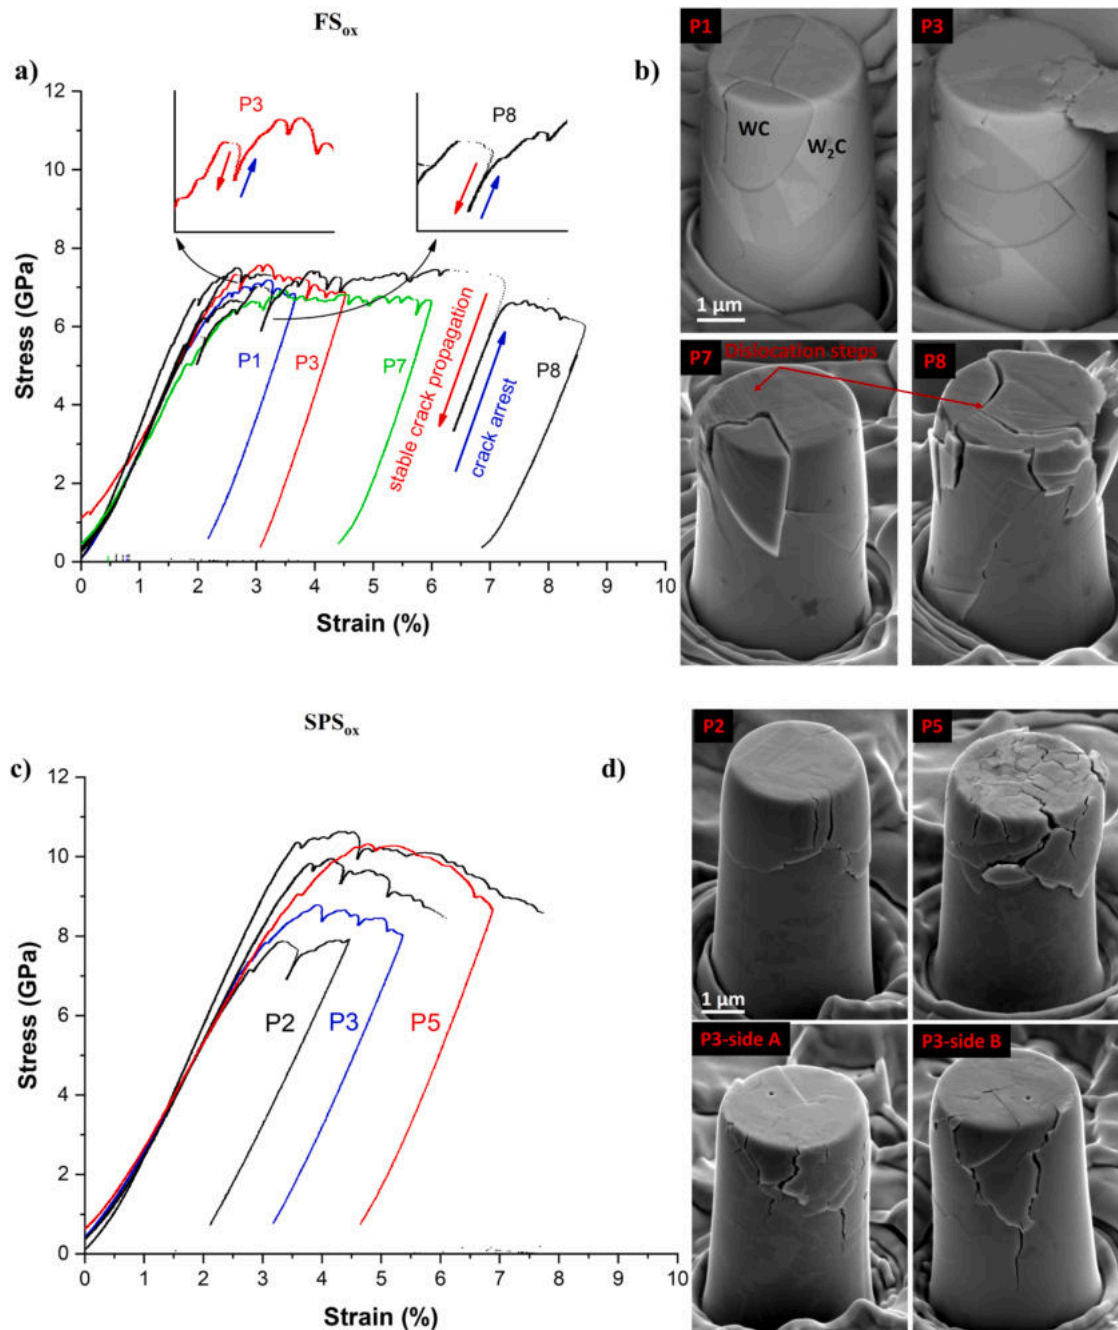 FSox
a)
12
10
8
6
4
2
0
Stress (GPa)
0 1 2 3 4 5 6 7 8 9 10
Strain (%)
P3
P8
P1
P3
P7
P8
stable crack propagation
crack arrest
b)
P1
WC
W₂C
1 µm
P3
P7
Dislocation steps
P8
SPSox
c)
12
10
8
6
4
2
0
Stress (GPa)
0 1 2 3 4 5 6 7 8 9 10
Strain (%)
P2
P3
P5
d)
P2
1 µm
P5
P3-side A
P3-side B